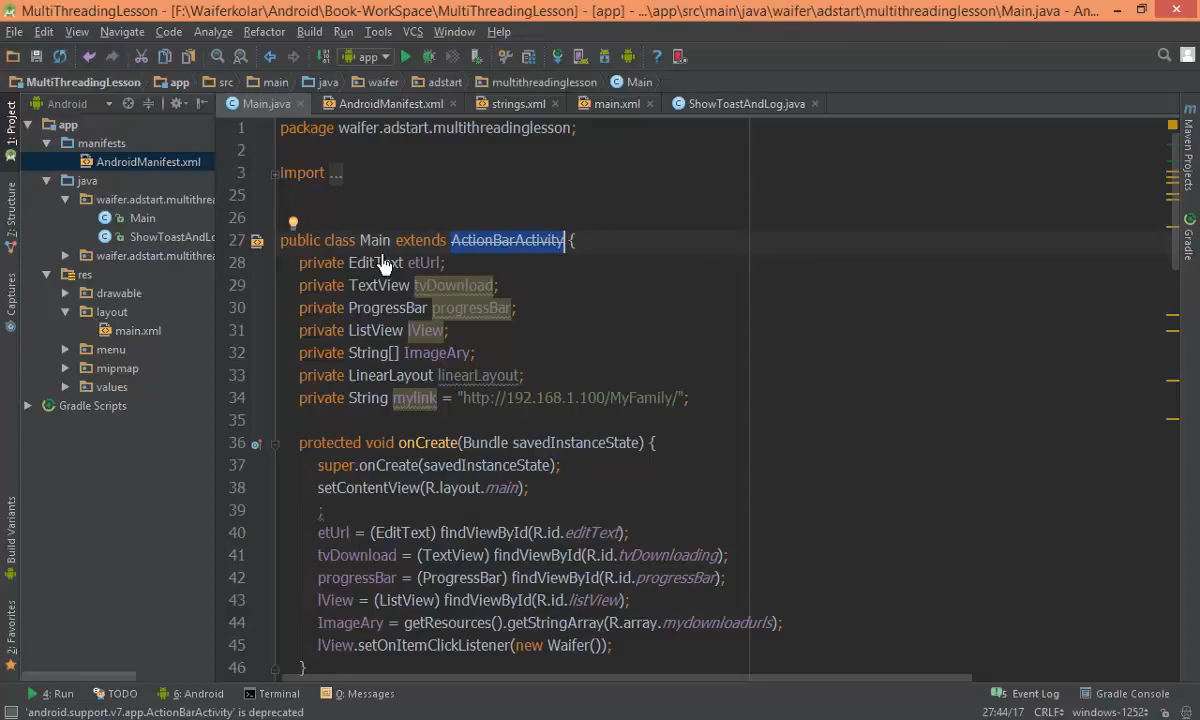 MultiThreadingLesson - [F:\Waiferkolar\Android\Book-WorkSpace\MultiThreadingLesson] - [app] - ...\app\src\main\java\waifer\adstart\multithreadinglesson\Main.java - An...
File Edit View Navigate Code Analyze Refactor Build Run Tools VCS Window Help
app
MultiThreadingLesson app src main java waifer adstart multithreadinglesson Main
Android Main.java AndroidManifest.xml strings.xml main.xml ShowToastAndLog.java
1: Project
7: Structure
Captures
Build Variants
2: Favorites
app
manifests
AndroidManifest.xml
java
waifer.adstart.multithrea
Main
ShowToastAndLo
waifer.adstart.multithrea
res
drawable
layout
main.xml
menu
mipmap
values
Gradle Scripts
1 package waifer.adstart.multithreadinglesson;
2
3 import ...
25
26
27 public class Main extends ActionBarActivity {
28 private EditText etUrl;
29 private TextView tvDownload;
30 private ProgressBar progressBar;
31 private ListView lView;
32 private String[] ImageAry;
33 private LinearLayout linearLayout;
34 private String mylink = "http://192.168.1.100/MyFamily/";
35
36 protected void onCreate(Bundle savedInstanceState) {
37 super.onCreate(savedInstanceState);
38 setContentView(R.layout.main);
39 ;
40 etUrl = (EditText) findViewById(R.id.editText);
41 tvDownload = (TextView) findViewById(R.id.tvDownloading);
42 progressBar = (ProgressBar) findViewById(R.id.progressBar);
43 lView = (ListView) findViewById(R.id.listView);
44 ImageAry = getResources().getStringArray(R.array.mydownloadurls);
45 lView.setOnItemClickListener(new Waifer());
46 }
Maven Projects
Gradle
4: Run TODO 6: Android Terminal 0: Messages Event Log Gradle Console
'android.support.v7.app.ActionBarActivity' is deprecated 27:44/17 CRLF windows-1252